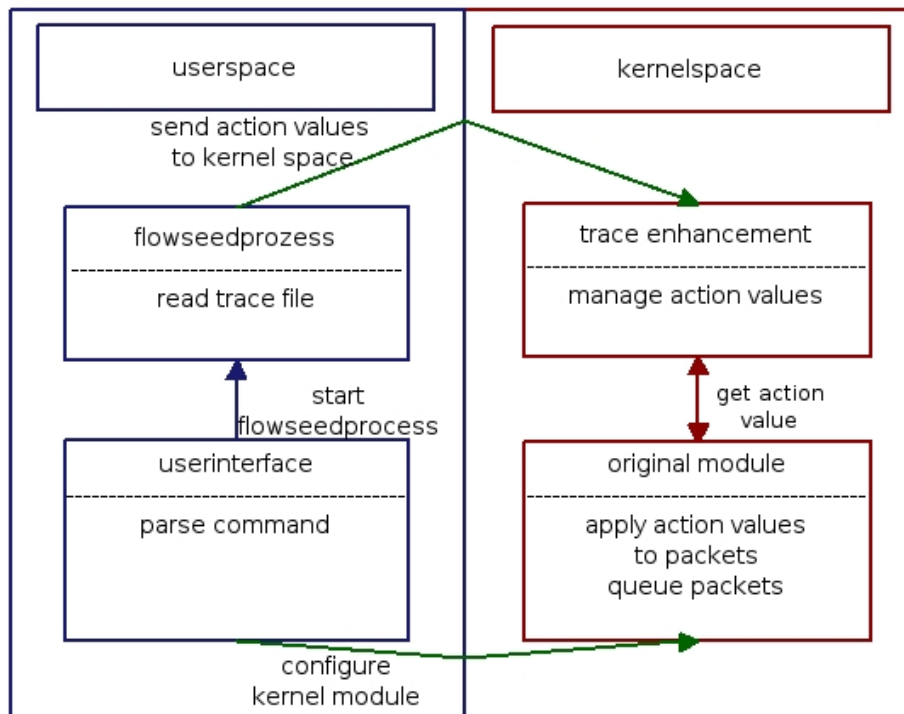 userspace
kernelspace
send action values
to kernel space
flowseedprozess
read trace file
trace enhancement
manage action values
start
flowseedprocess
get action
value
userinterface
parse command
original module
apply action values
to packets
queue packets
configure
kernel module